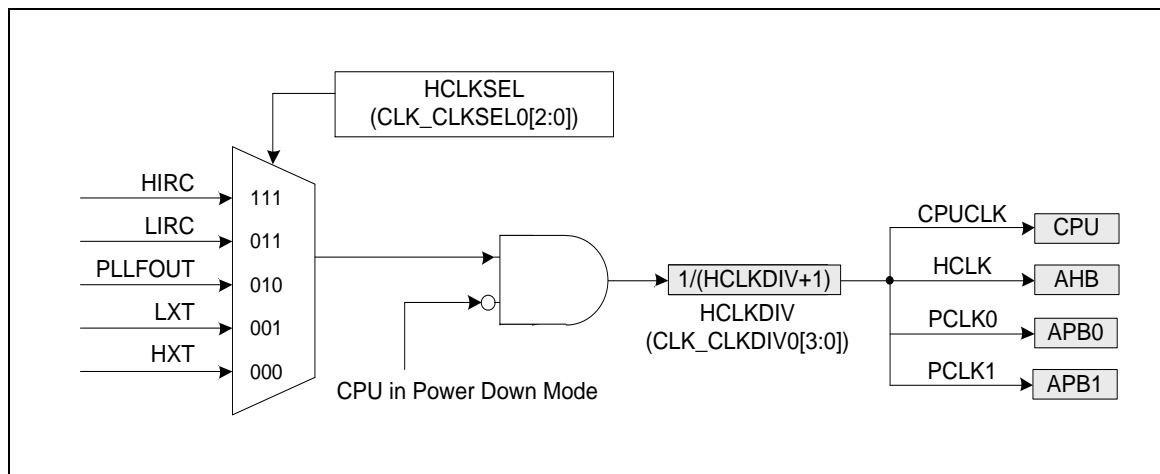 HCLKSEL
(CLK_CLKSEL0[2:0])
HIRC
111
LIRC
011
PLLFOUT
010
LXT
001
HXT
000
CPU in Power Down Mode
1/(HCLKDIV+1)
HCLKDIV
(CLK_CLKDIV0[3:0])
CPUCLK
CPU
HCLK
AHB
PCLK0
APB0
PCLK1
APB1